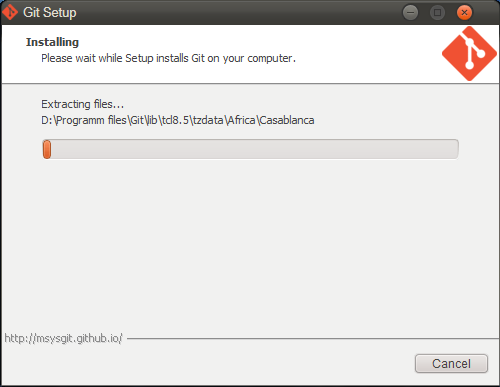 Git Setup
Installing
Please wait while Setup installs Git on your computer.
Extracting files...
D:\Programm files\Git\lib\tcl8.5\tzdata\Africa\Casablanca
http://msysgit.github.io/
Cancel